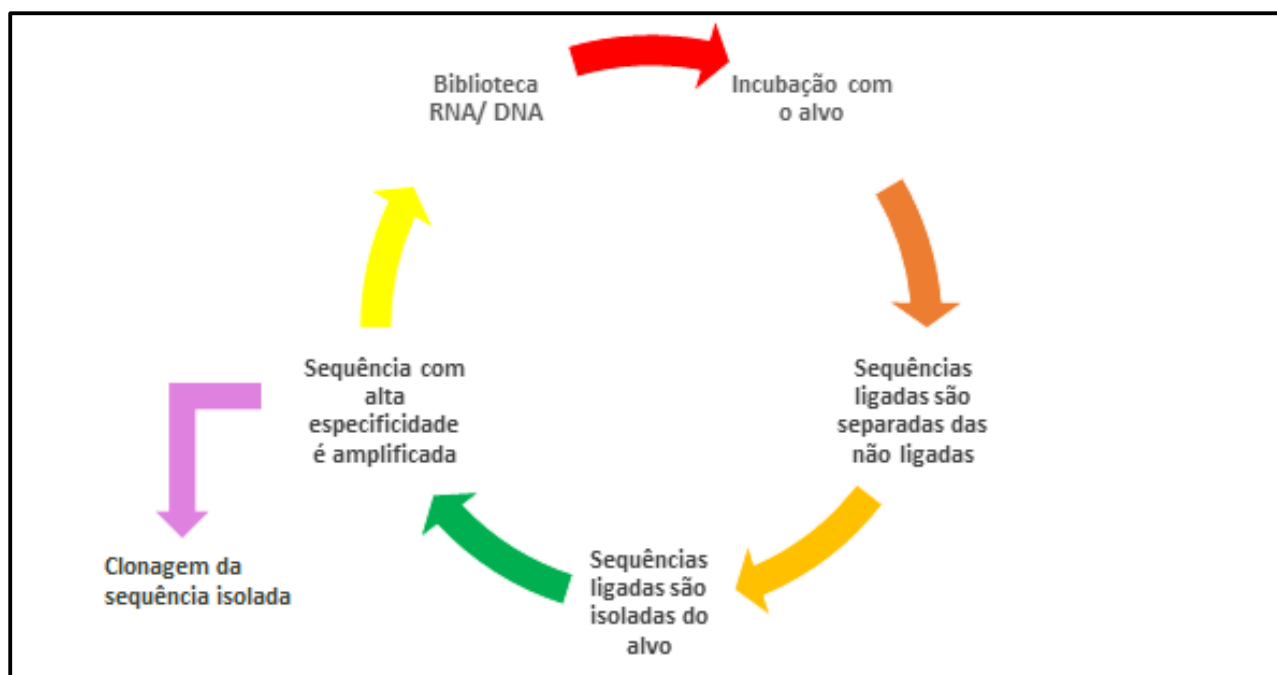 Biblioteca
RNA/ DNA
Incubação com
o alvo
Sequências
ligadas são
separadas das
não ligadas
Sequências
ligadas são
isoladas do
alvo
Sequência com
alta
especificidade
é amplificada
Clonagem da
sequência isolada